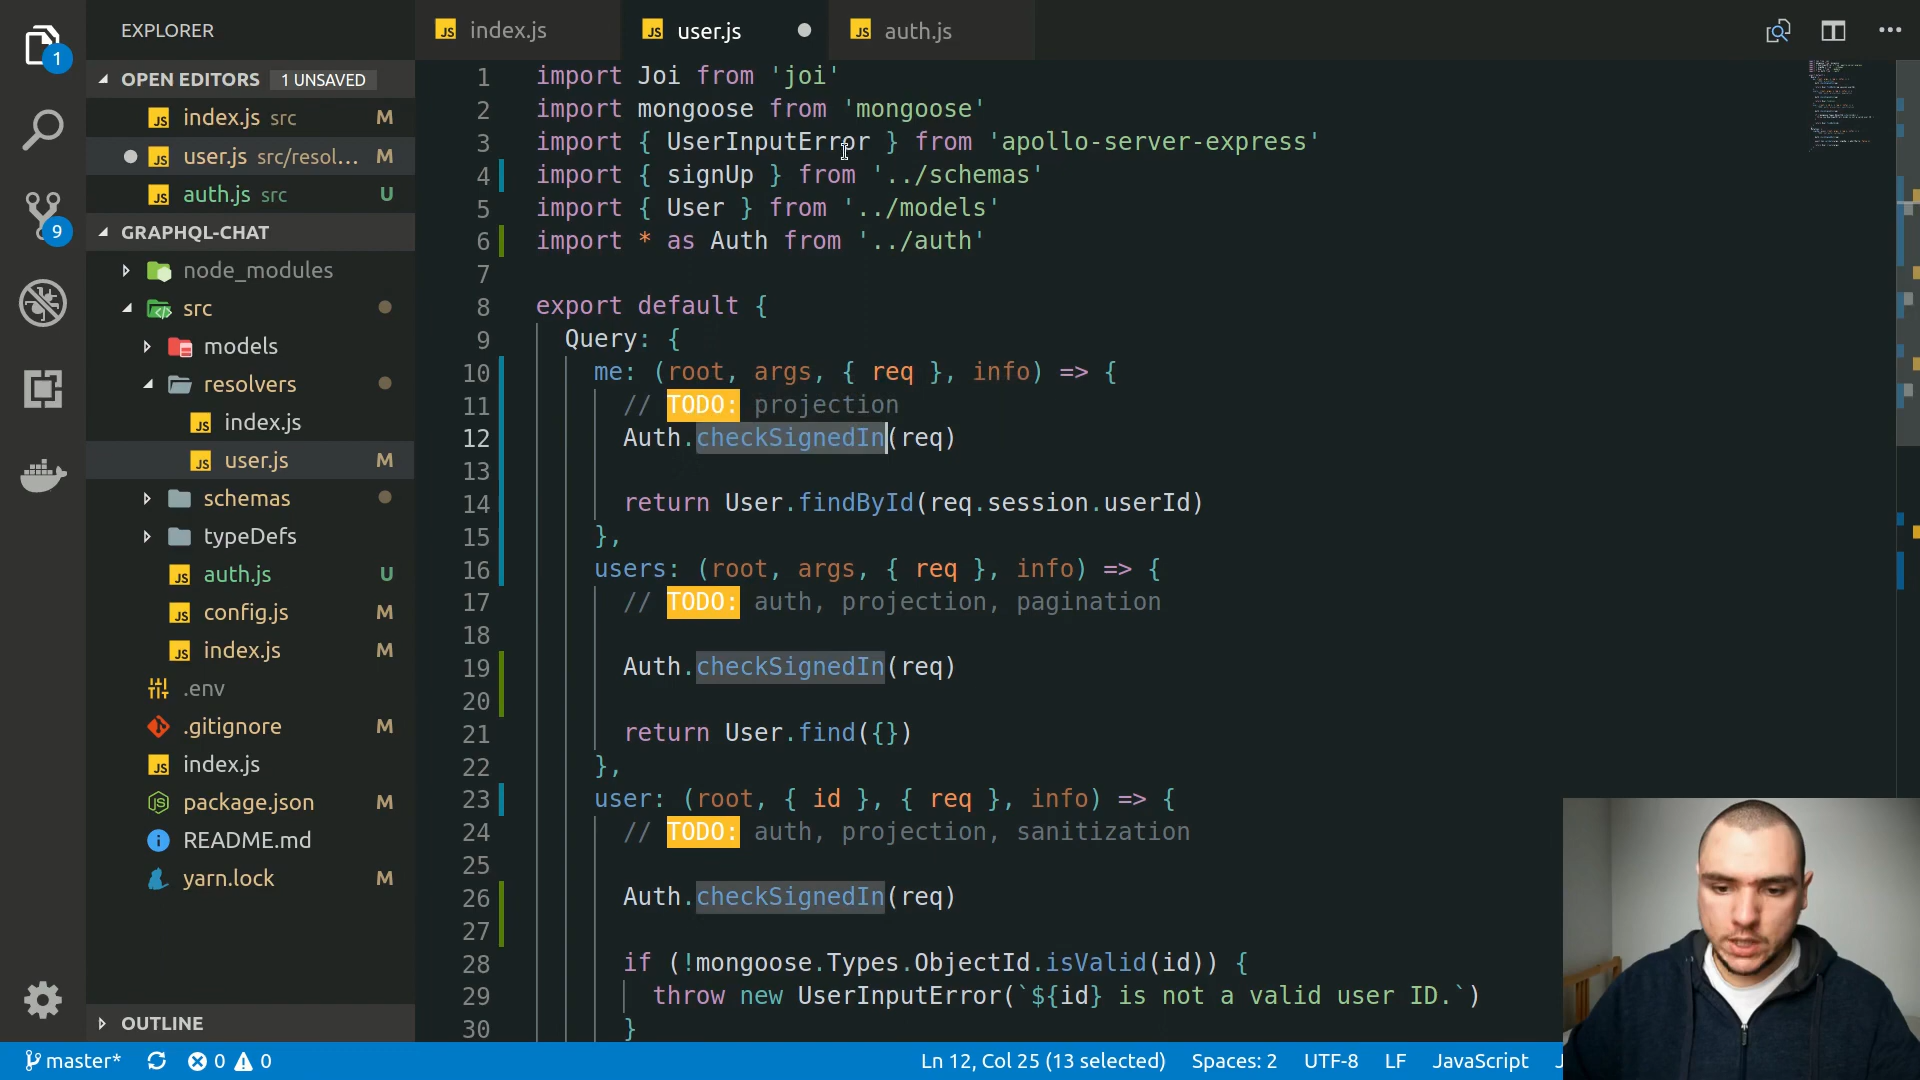 EXPLORER
OPEN EDITORS 1 UNSAVED
index.js src M
user.js src/resol... M
auth.js src U
GRAPHQL-CHAT
node_modules
src
models
resolvers
index.js
user.js M
schemas
typeDefs
auth.js U
config.js M
index.js M
.env
.gitignore M
index.js
package.json M
README.md
yarn.lock M
OUTLINE
1
9
index.js
user.js
auth.js
1 import Joi from 'joi'
2 import mongoose from 'mongoose'
3 import { UserInputError } from 'apollo-server-express'
4 import { signUp } from '../schemas'
5 import { User } from '../models'
6 import * as Auth from '../auth'
7
8 export default {
9 Query: {
10 me: (root, args, { req }, info) => {
11 // TODO: projection
12 Auth.checkSignedIn(req)
13
14 return User.findById(req.session.userId)
15 },
16 users: (root, args, { req }, info) => {
17 // TODO: auth, projection, pagination
18
19 Auth.checkSignedIn(req)
20
21 return User.find({})
22 },
23 user: (root, { id }, { req }, info) => {
24 // TODO: auth, projection, sanitization
25
26 Auth.checkSignedIn(req)
27
28 if (!mongoose.Types.ObjectId.isValid(id)) {
29 throw new UserInputError(`${id} is not a valid user ID.`)
30 }
master* 0 0 Ln 12, Col 25 (13 selected) Spaces: 2 UTF-8 LF JavaScript